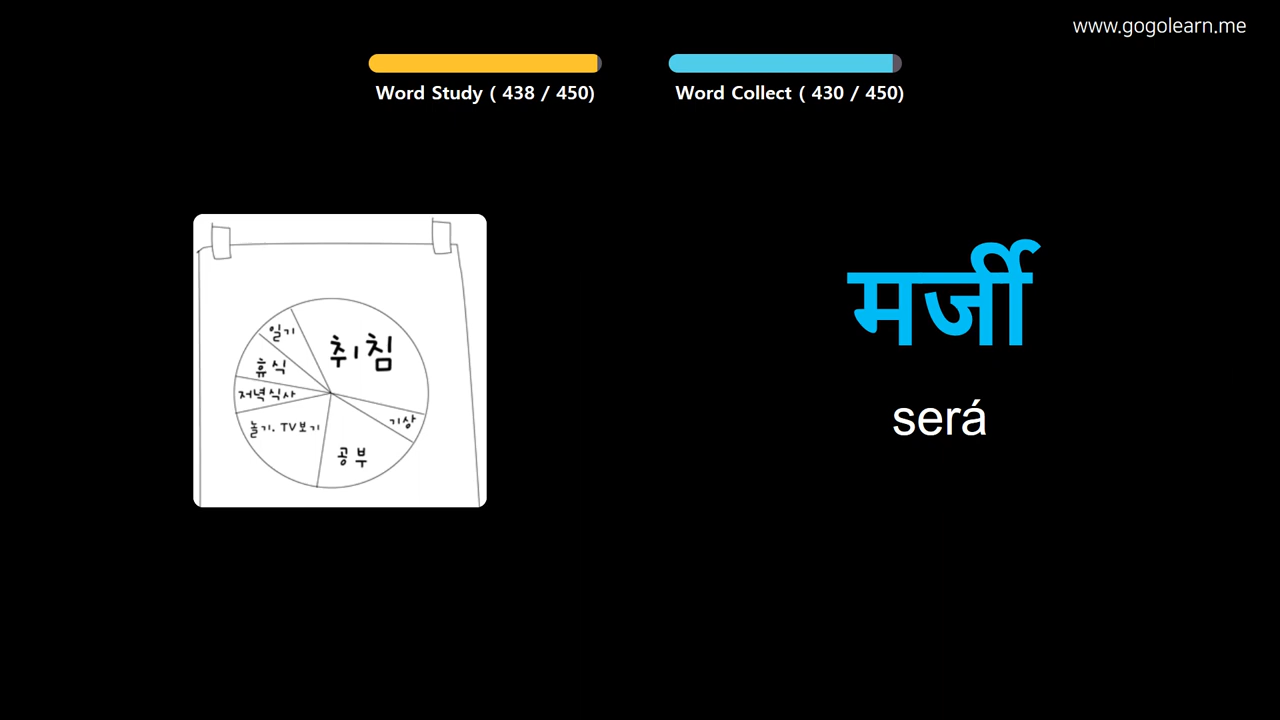 www.gogolearn.me
Word Study ( 438 / 450)
Word Collect ( 430 / 450)
일기
취침
휴식
저녁식사
놀기. TV보기
기상
공부
मर्जी
será